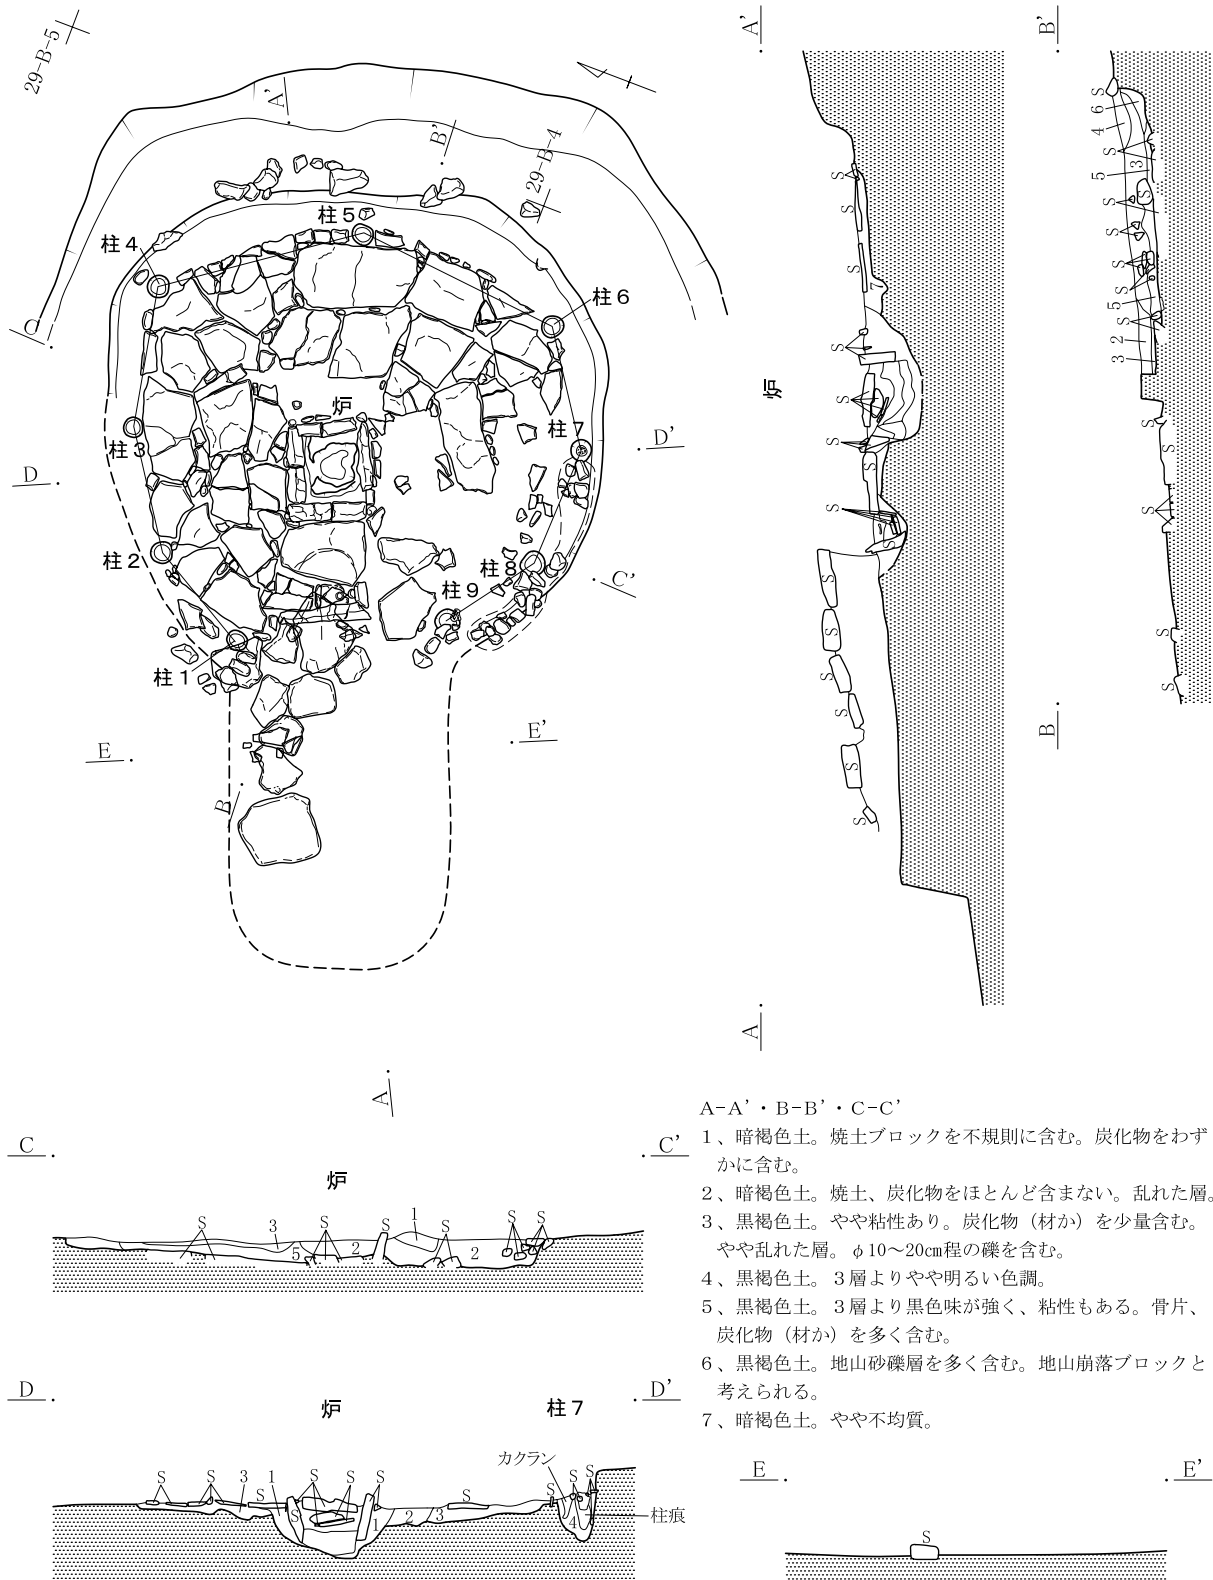 29-B-5
A'
B'
29-B-4
柱5
柱4
柱6
C
炉
柱7
柱3
D
D'
柱2
柱8
C'
柱9
柱1
E
E'
B
A
A'
S
S
S
S
炉
S
S
S
S
S
S
S
S
S
S
S
A
B'
S
6
4
S
5
3
S
S
S
S
S
5
S
2
3
S
S
S
S
S
B
C
C'
炉
S
3
S
S
1
S
S
S
5
2
2
D
D'
炉
柱7
カクラン
S
S
3
1
S
S
S
S
S
S
S
S
S
1
2
3
4
柱痕
A-A'・B-B'・C-C'
1、暗褐色土。焼土ブロックを不規則に含む。炭化物をわず
かに含む。
2、暗褐色土。焼土、炭化物をほとんど含まない。乱れた層。
3、黒褐色土。やや粘性あり。炭化物（材か）を少量含む。
やや乱れた層。φ10～20㎝程の礫を含む。
4、黒褐色土。３層よりやや明るい色調。
5、黒褐色土。３層より黒色味が強く、粘性もある。骨片、
炭化物（材か）を多く含む。
6、黒褐色土。地山砂礫層を多く含む。地山崩落ブロックと
考えられる。
7、暗褐色土。やや不均質。
E
E'
S